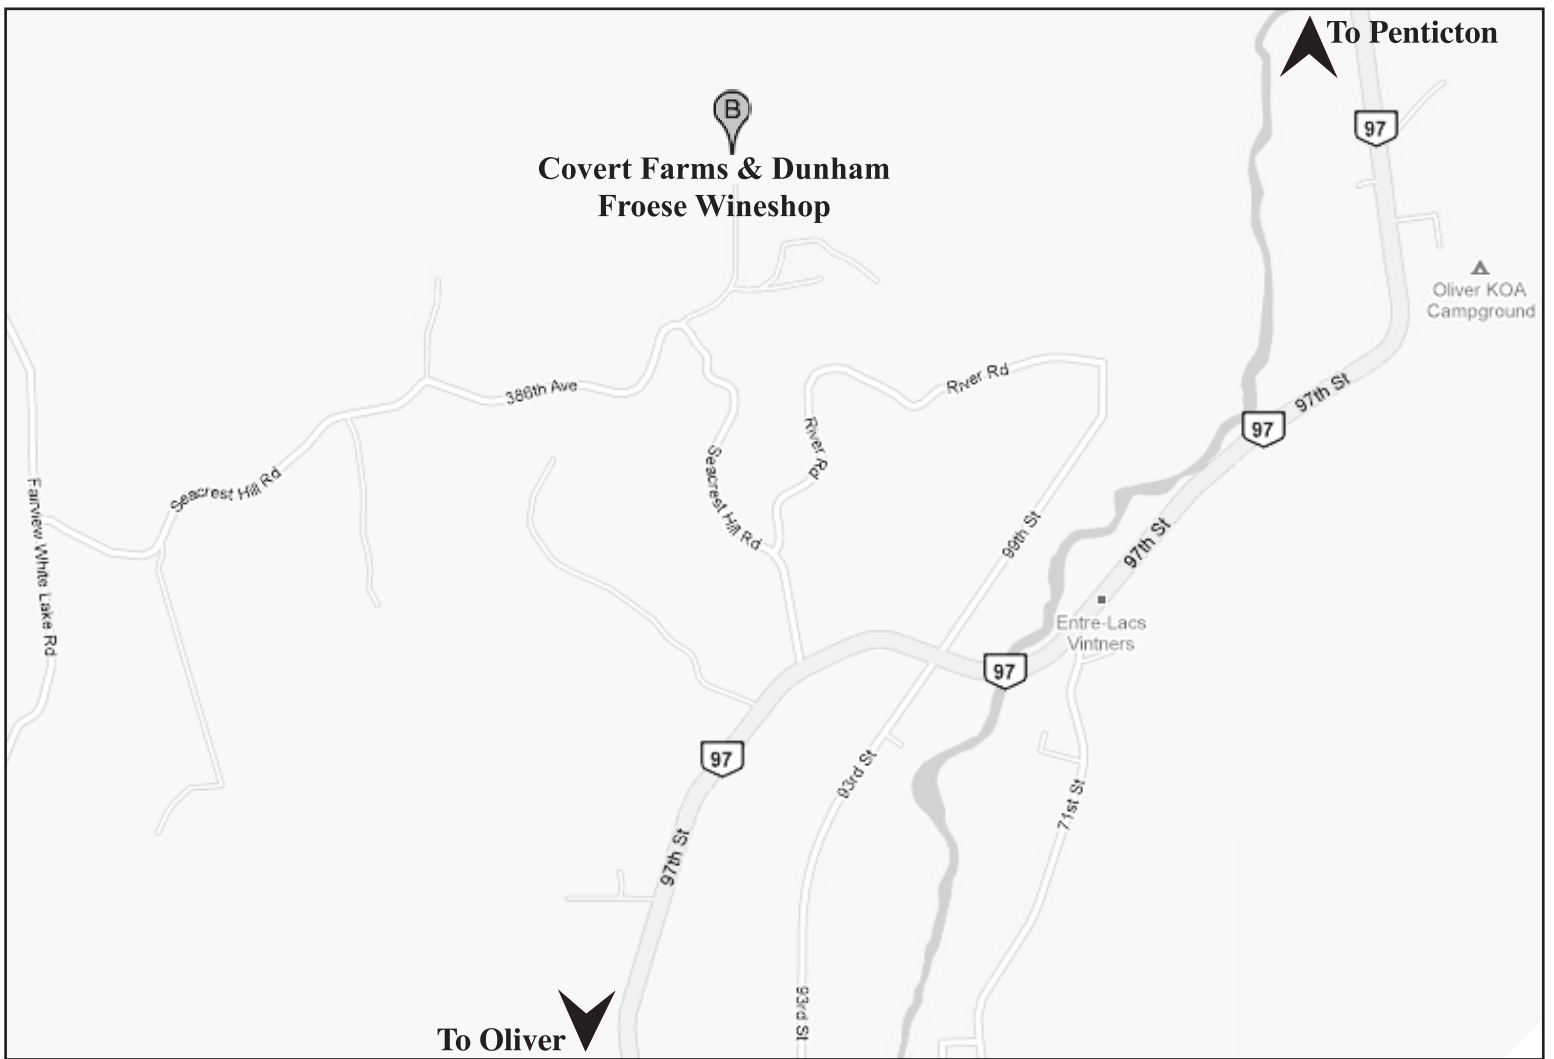 To Penticton
97
B
Covert Farms & Dunham
Froese Wineshop
Oliver KOA
Campground
River Rd
386th Ave
97th St
97
River Rd
Seacrest Hill Rd
Seacrest Hill Rd
Fairview White Lake Rd
99th St
97th St
Entre-Lacs
Vintners
97
97
93rd St
71st St
97th St
93rd St
To Oliver